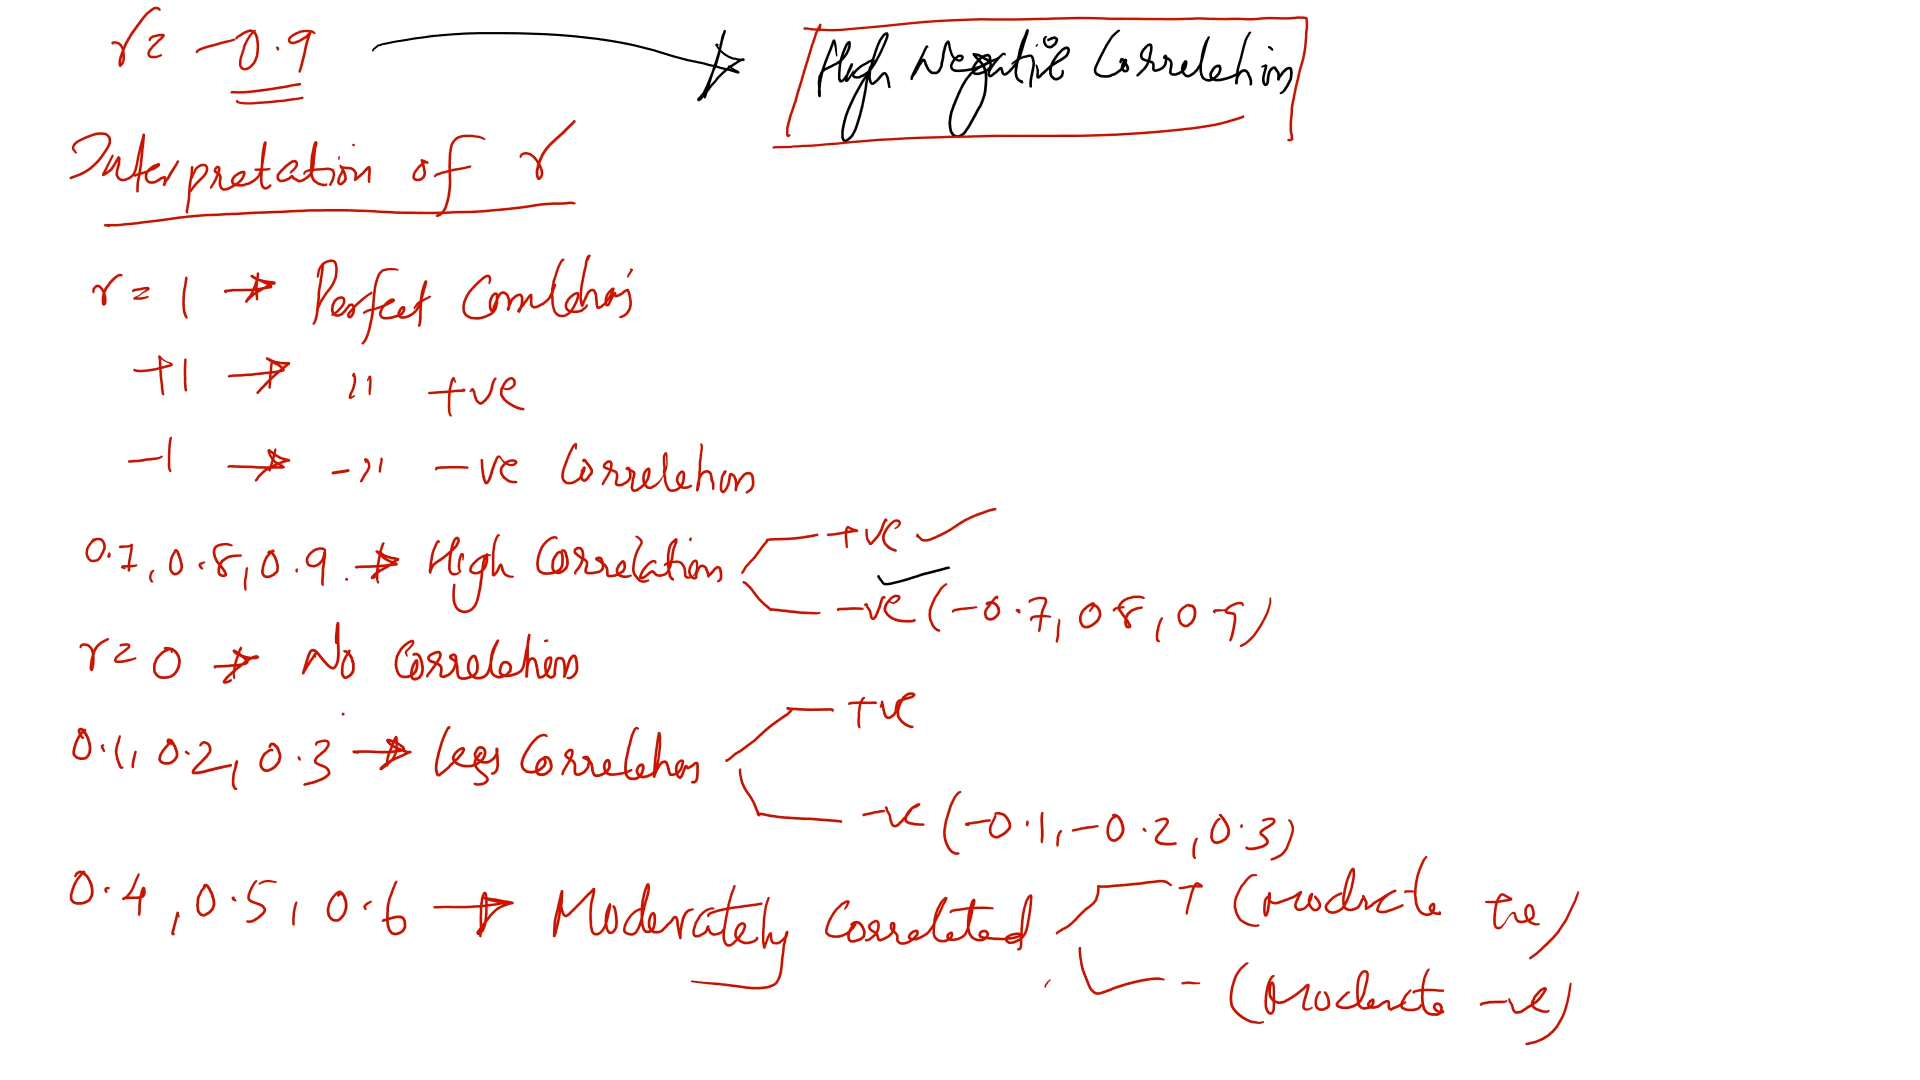 r = -0.9 → High Negative Correlation
Interpretation of r
r = 1 → Perfect Correlation
+1 → " +ve
-1 → -"- -ve Correlation
0.7, 0.8, 0.9 → High Correlation
+ve ✓
✓
-ve (-0.7, 0.8, 0.9)
r = 0 → No Correlation
0.1, 0.2, 0.3 → Less Correlation
+ve
-ve (-0.1, -0.2, 0.3)
0.4, 0.5, 0.6 → Moderately Correlated
+ (Moderate +ve)
- (Moderate -ve)